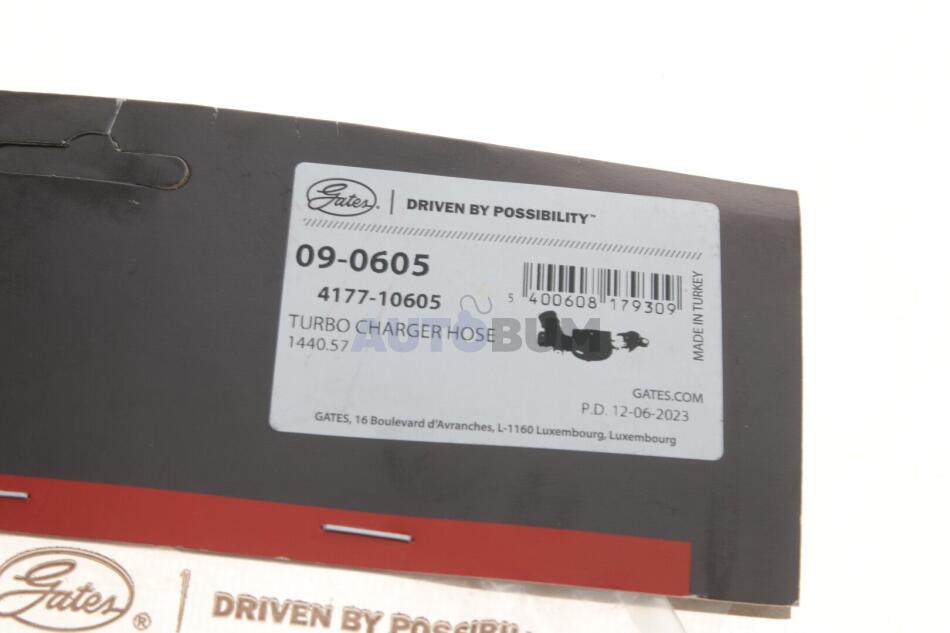 Gates® | DRIVEN BY POSSIBILITY™
09-0605
4177-10605
5 400608 179309
TURBO CHARGER HOSE
1440.57
MADE IN TURKEY
AUTOBUM
GATES.COM
P.D. 12-06-2023
GATES, 16 Boulevard d'Avranches, L-1160 Luxembourg, Luxembourg
Gates® | DRIVEN BY POSSIBILITY